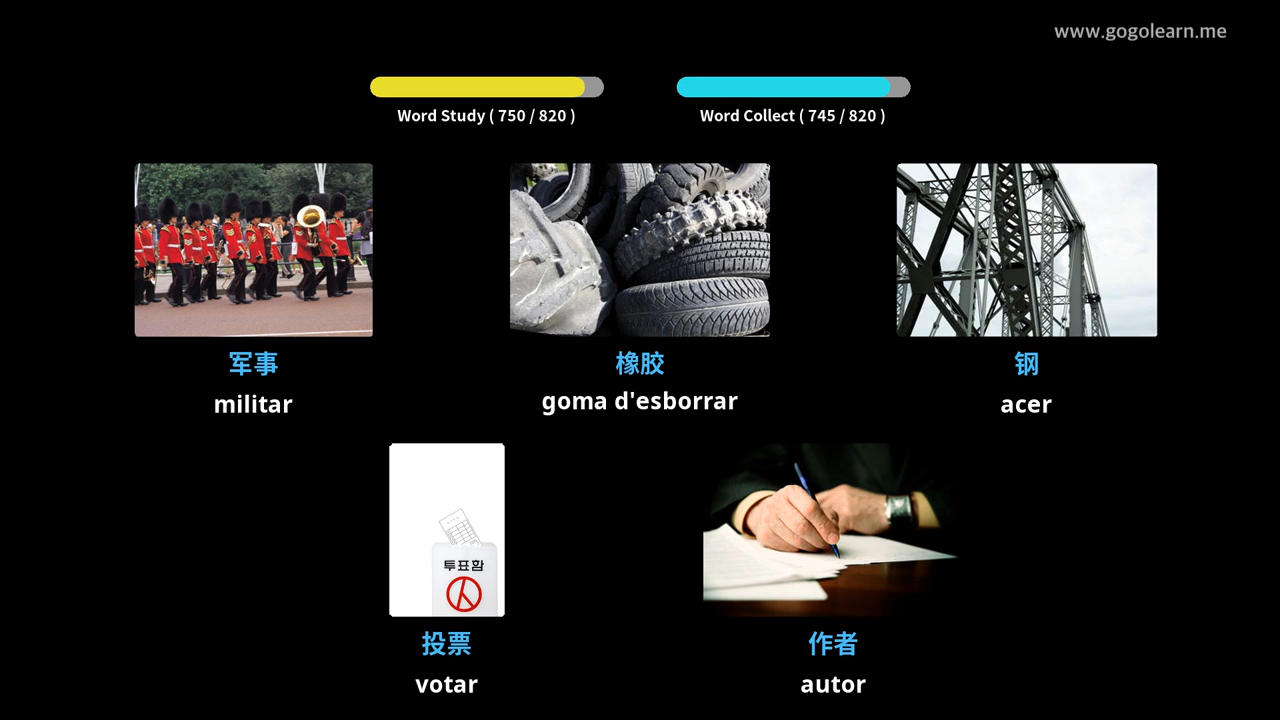 www.gogolearn.me
Word Study ( 750 / 820 )
Word Collect ( 745 / 820 )
军事
橡胶
钢
militar
goma d'esborrar
acer
투표함
投票
作者
votar
autor